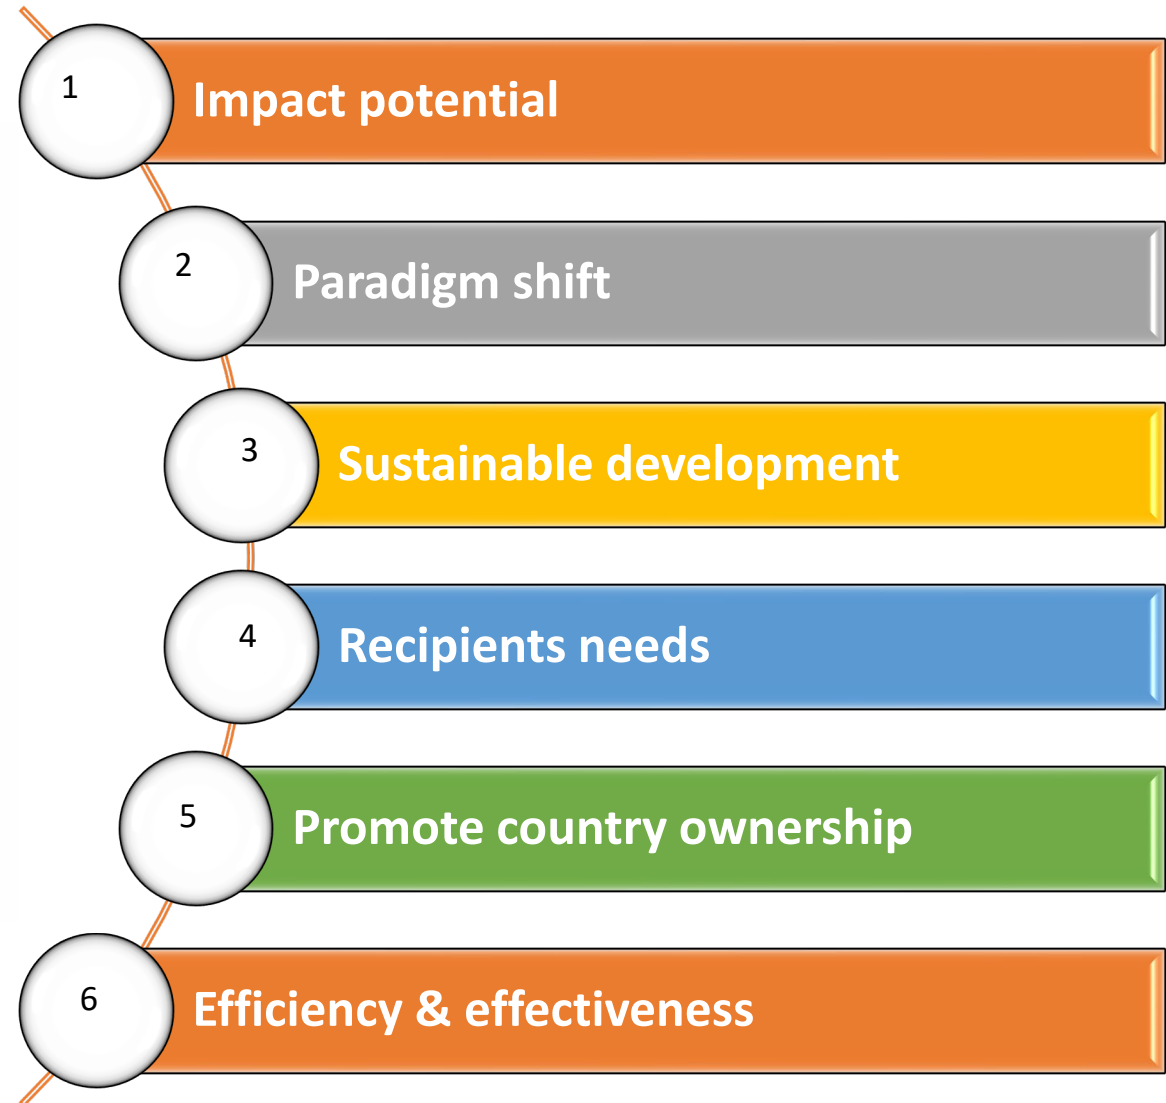 1
Impact potential
2
Paradigm shift
3
Sustainable development
4
Recipients needs
5
Promote country ownership
6
Efficiency & effectiveness